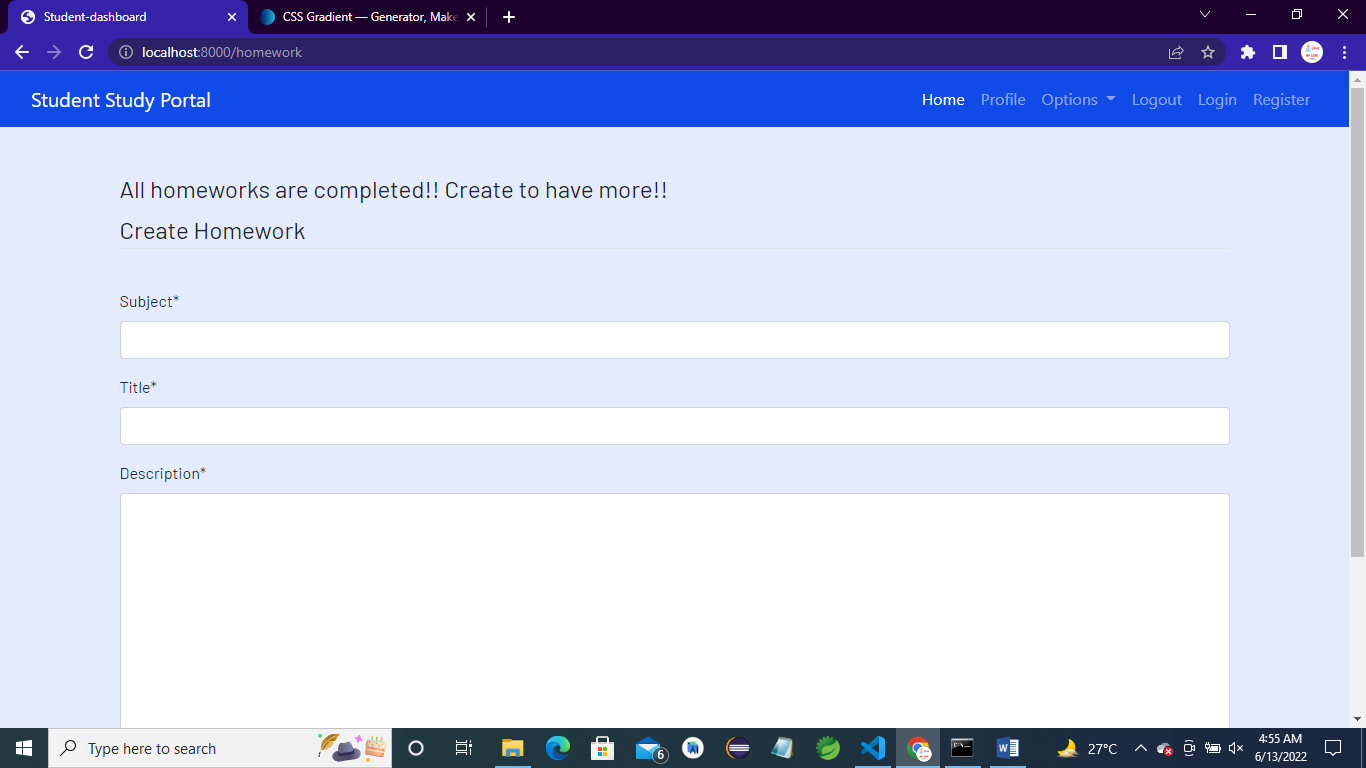 Student-dashboard
CSS Gradient — Generator, Make
localhost:8000/homework
Student Study Portal
Home Profile Options Logout Login Register
All homeworks are completed!! Create to have more!!
Create Homework
Subject*
Title*
Description*
Type here to search
6
27°C
4:55 AM
6/13/2022